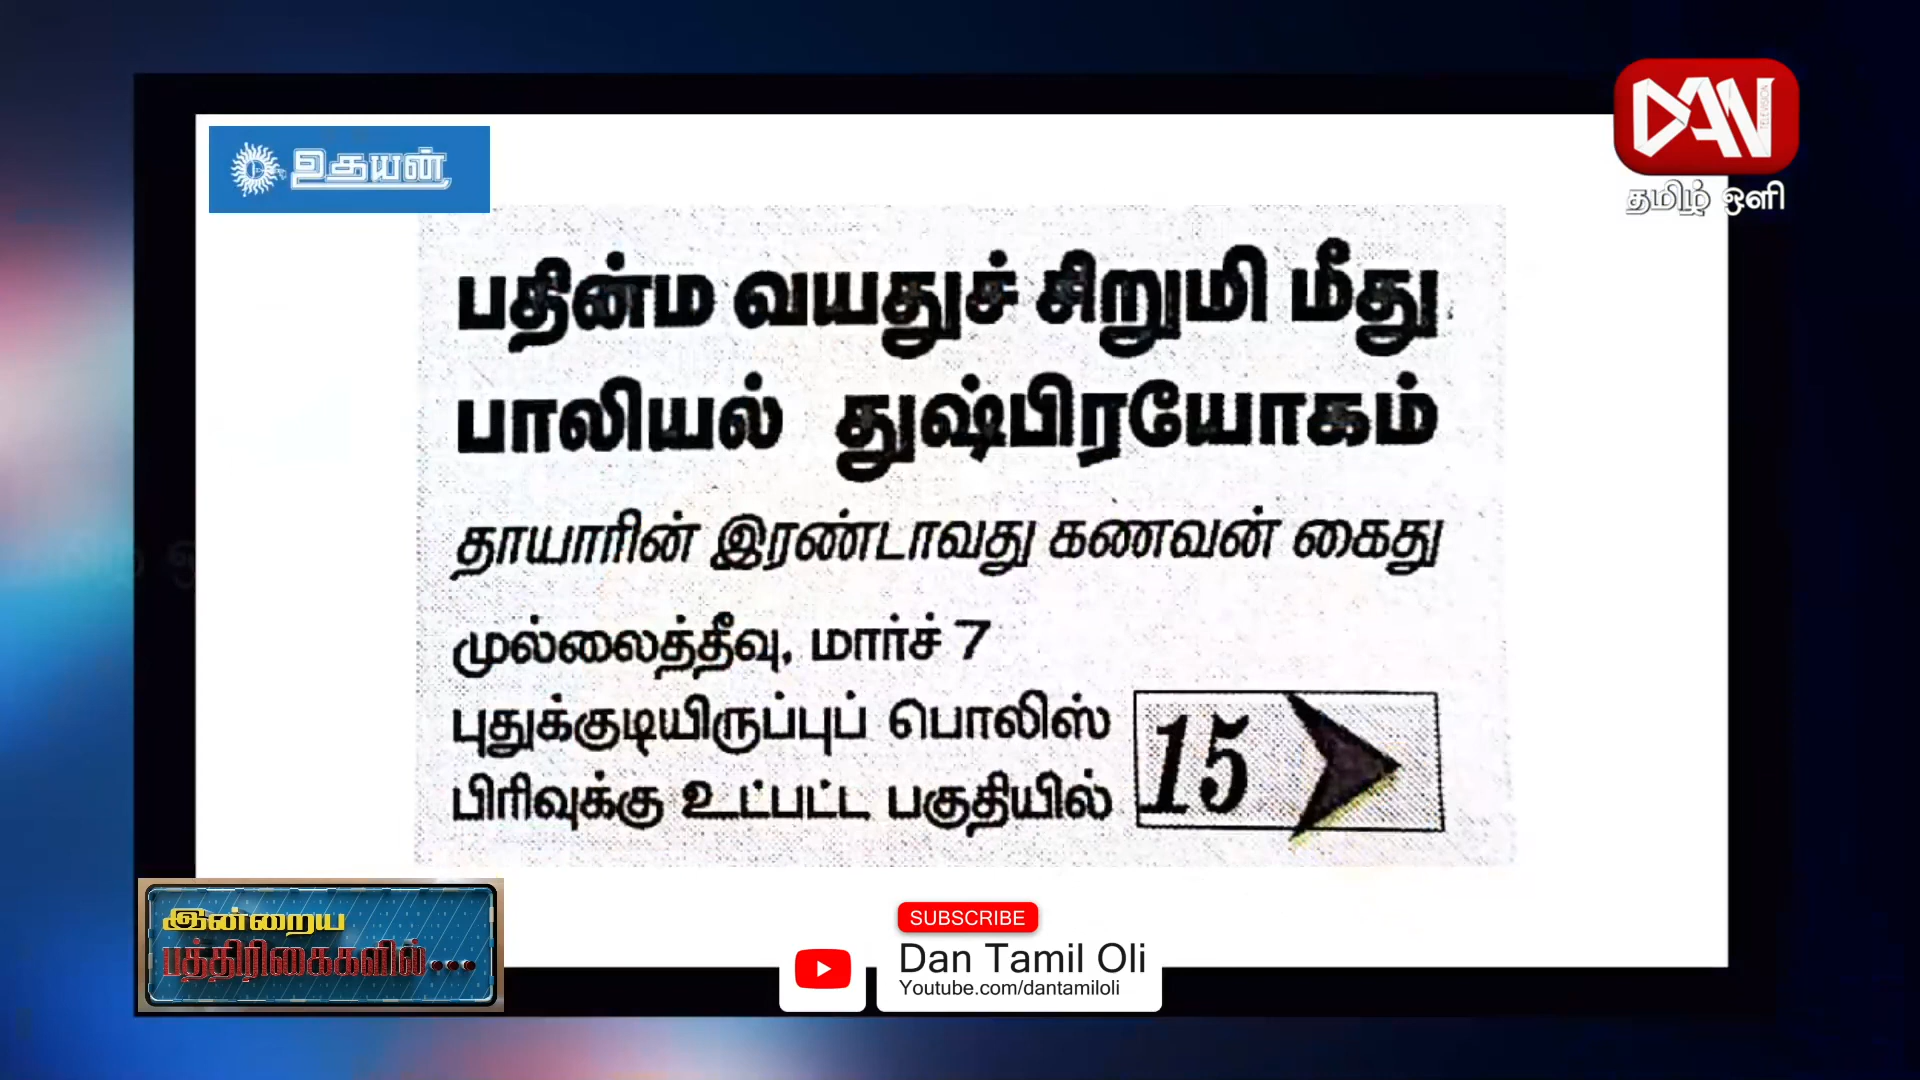 உதயன்
DAN
TELEVISION
தமிழ் ஒளி
பதின்ம வயதுச் சிறுமி மீது
பாலியல் துஷ்பிரயோகம்
தாயாரின் இரண்டாவது கணவன் கைது
முல்லைத்தீவு, மார்ச் 7
புதுக்குடியிருப்புப் பொலிஸ்
பிரிவுக்கு உட்பட்ட பகுதியில்
15
இன்றைய
பத்திரிகைகளில்...
SUBSCRIBE
Dan Tamil Oli
Youtube.com/dantamiloli